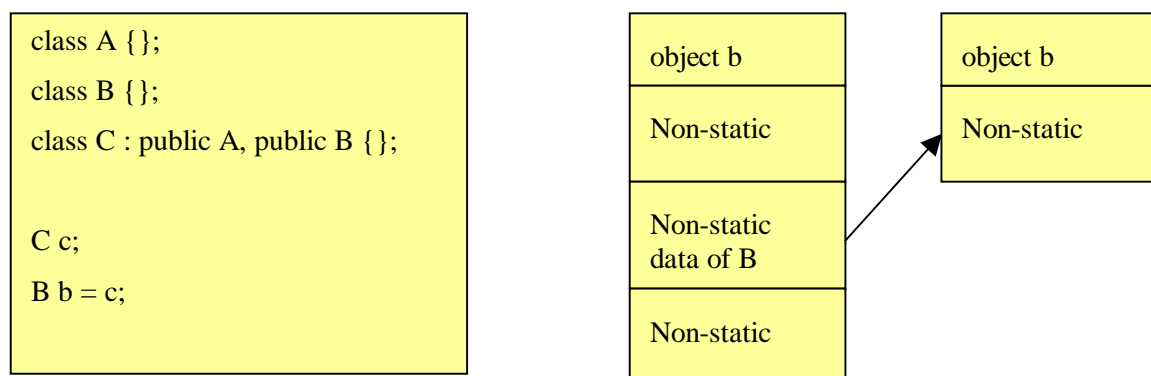 class A {};
class B {};
class C : public A, public B {};
C c;
B b = c;
object b
Non-static
Non-static
data of B
Non-static
object b
Non-static